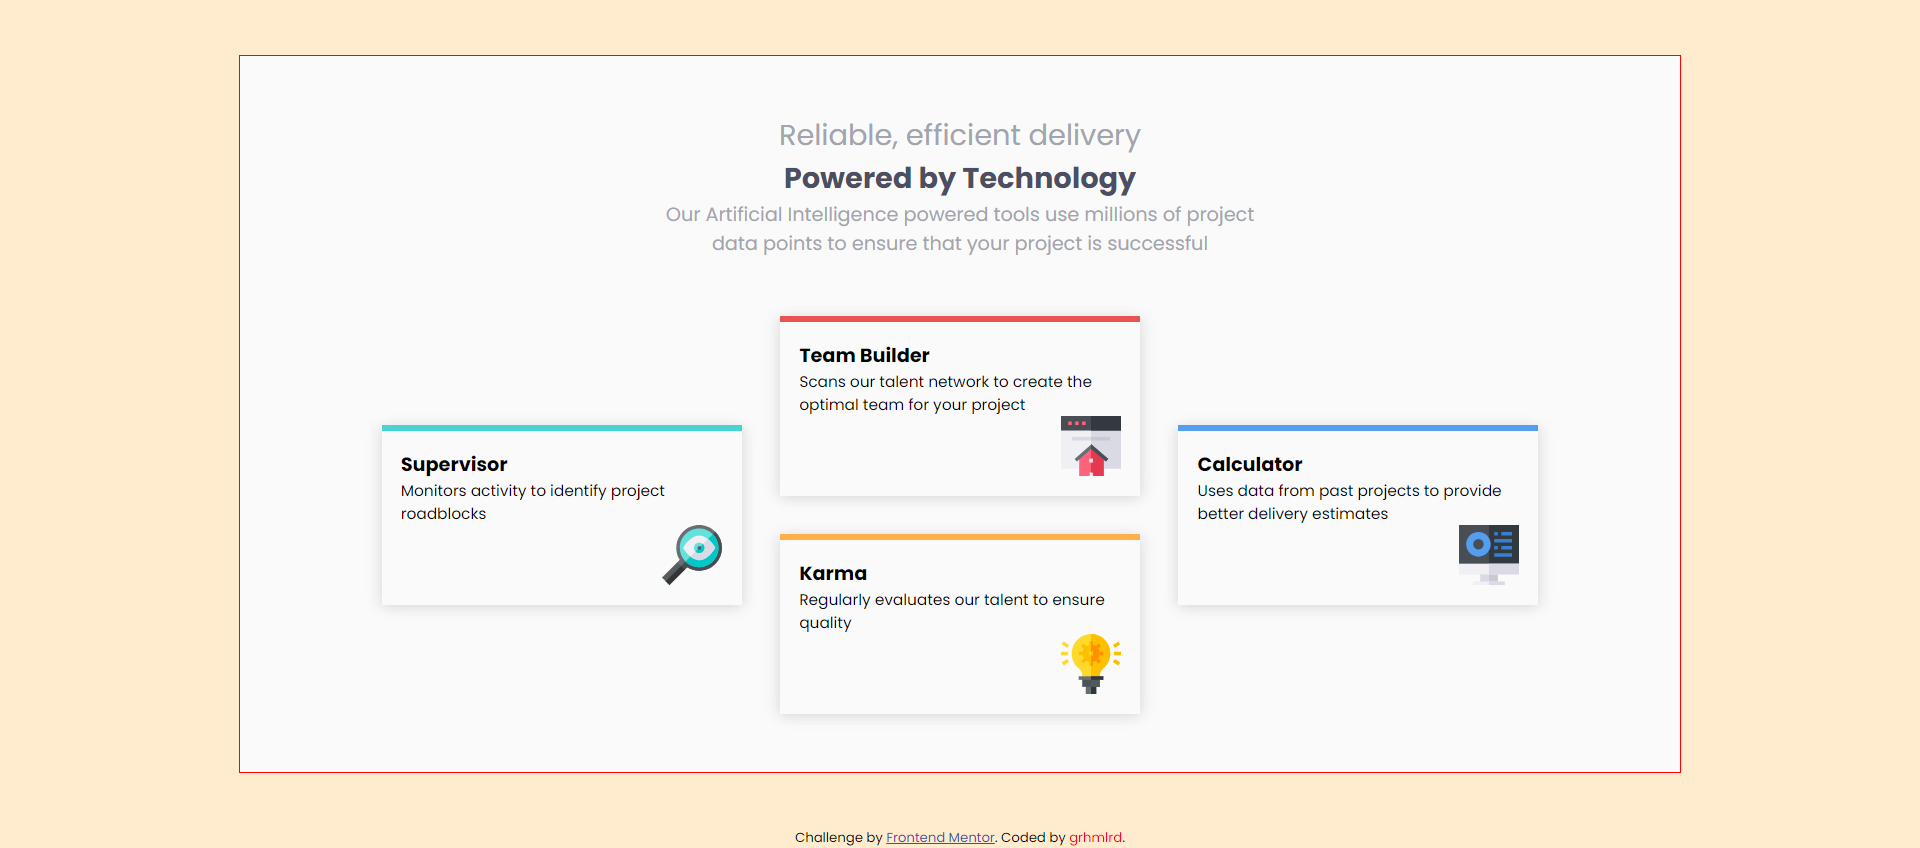 Reliable, efficient delivery
Powered by Technology
Our Artificial Intelligence powered tools use millions of project
data points to ensure that your project is successful
Team Builder
Scans our talent network to create the
optimal team for your project
Supervisor
Monitors activity to identify project
roadblocks
Calculator
Uses data from past projects to provide
better delivery estimates
Karma
Regularly evaluates our talent to ensure
quality
Challenge by Frontend Mentor. Coded by grhmlrd.